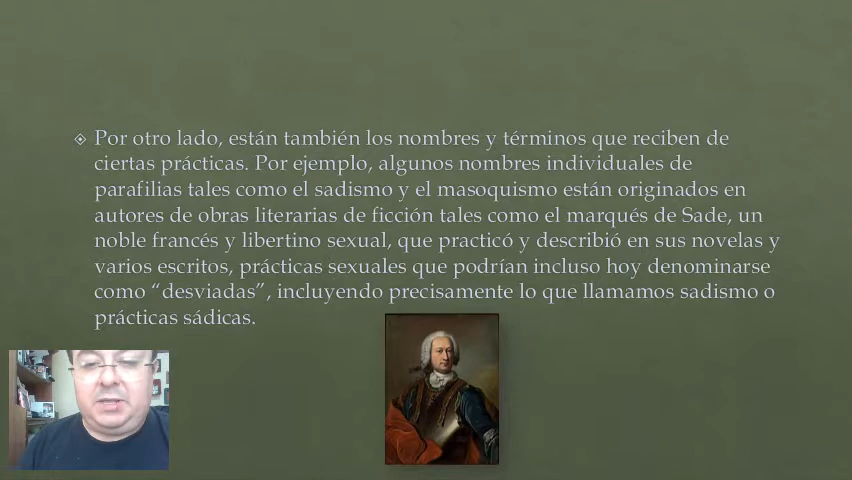 Por otro lado, están también los nombres y términos que reciben de
ciertas prácticas. Por ejemplo, algunos nombres individuales de
parafilias tales como el sadismo y el masoquismo están originados en
autores de obras literarias de ficción tales como el marqués de Sade, un
noble francés y libertino sexual, que practicó y describió en sus novelas y
varios escritos, prácticas sexuales que podrían incluso hoy denominarse
como “desviadas”, incluyendo precisamente lo que llamamos sadismo o
prácticas sádicas.